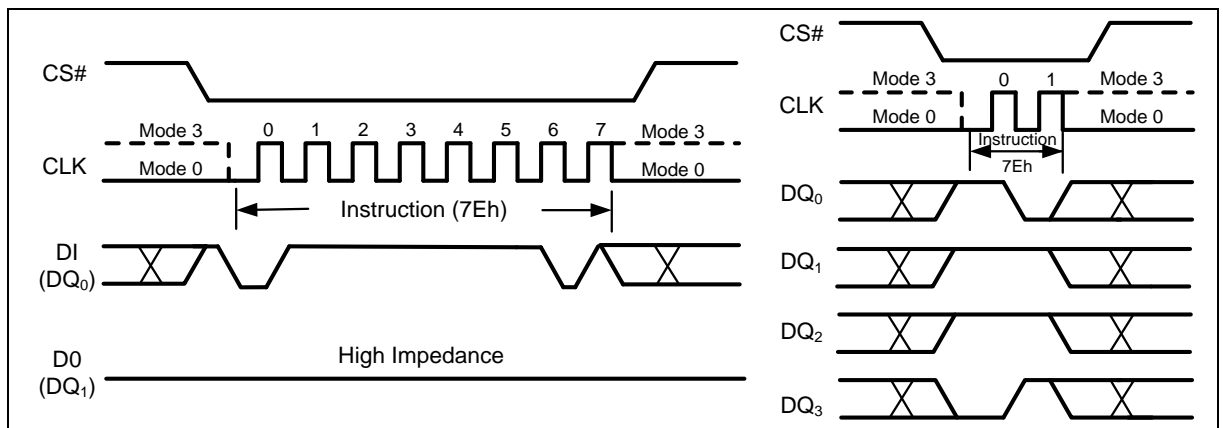 CS#
Mode 3 0 1 2 3 4 5 6 7 Mode 3
CLK
Mode 0 Mode 0
Instruction (7Eh)
DI
(DQ0)
High Impedance
D0
(DQ1)
CS#
Mode 3 0 1 Mode 3
CLK
Mode 0 Mode 0
Instruction
7Eh
DQ0
DQ1
DQ2
DQ3